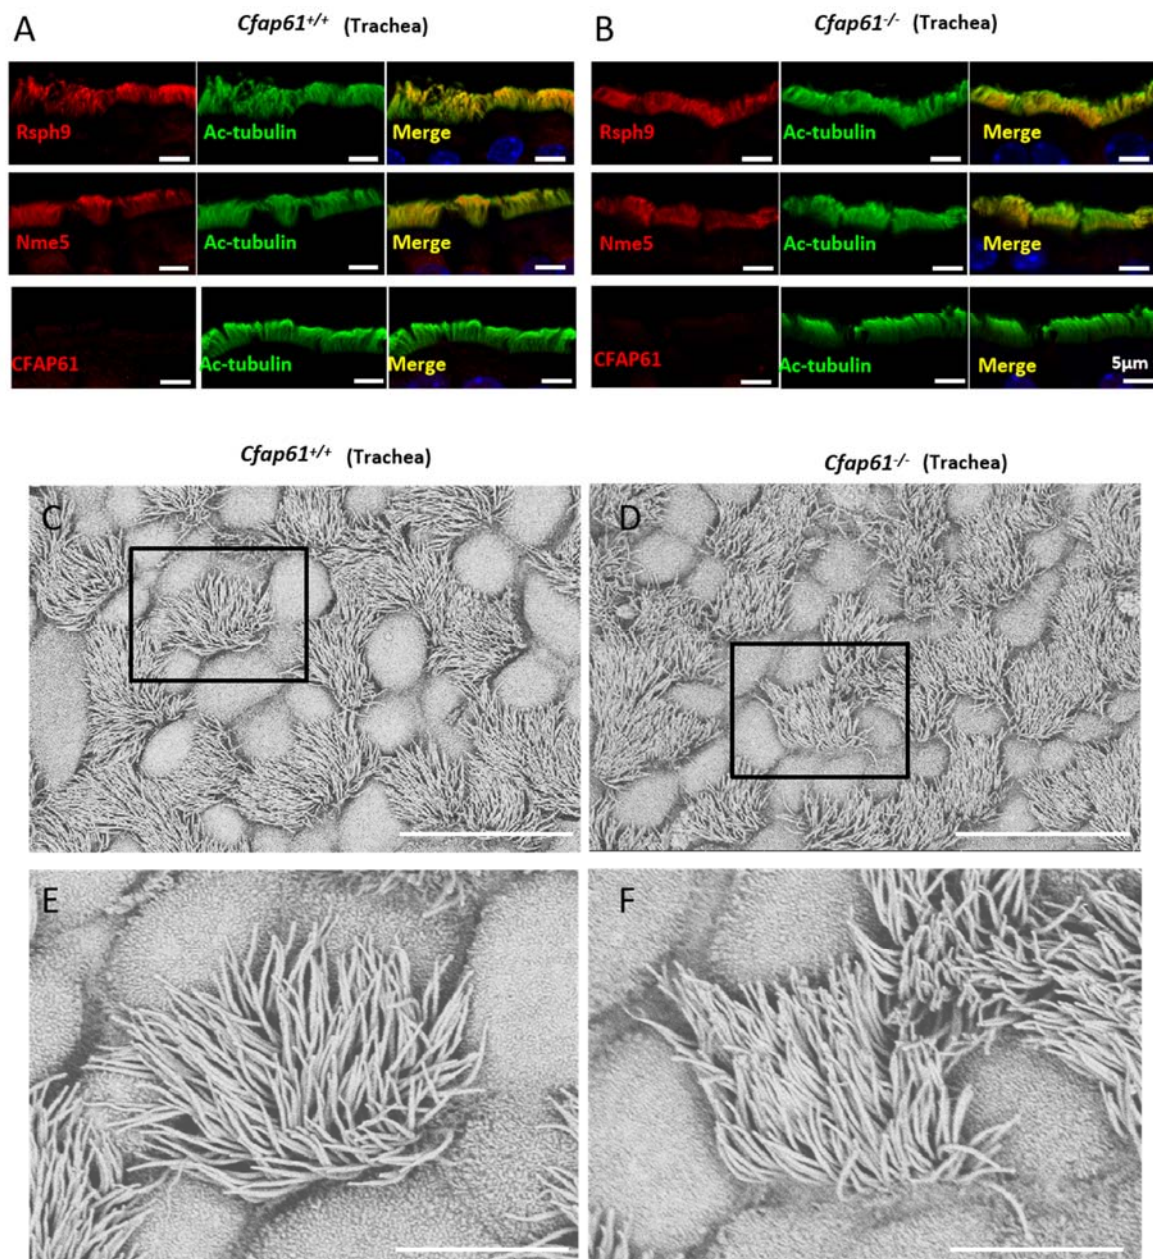 A Cfap61+/+ (Trachea) B Cfap61-/- (Trachea)
Rsph9 Ac-tubulin Merge Rsph9 Ac-tubulin Merge
Nme5 Ac-tubulin Merge Nme5 Ac-tubulin Merge
CFAP61 Ac-tubulin Merge CFAP61 Ac-tubulin Merge 5µm
Cfap61+/+ (Trachea) Cfap61-/- (Trachea)
C D
E F